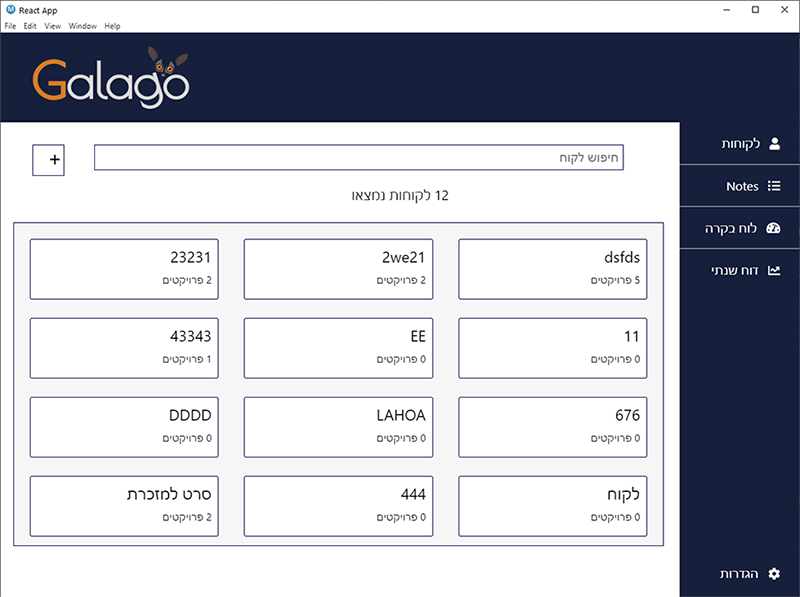 React App
File Edit View Window Help
Galago
לקוחות
Notes
לוח בקרה
דוח שנתי
הגדרות
+
חיפוש לקוח
12 לקוחות נמצאו
dsfds
5 פרויקטים
2we21
2 פרויקטים
23231
2 פרויקטים
11
0 פרויקטים
EE
0 פרויקטים
43343
1 פרויקטים
676
0 פרויקטים
LAHOA
0 פרויקטים
DDDD
0 פרויקטים
לקוח
0 פרויקטים
444
0 פרויקטים
סרט למזכרת
2 פרויקטים